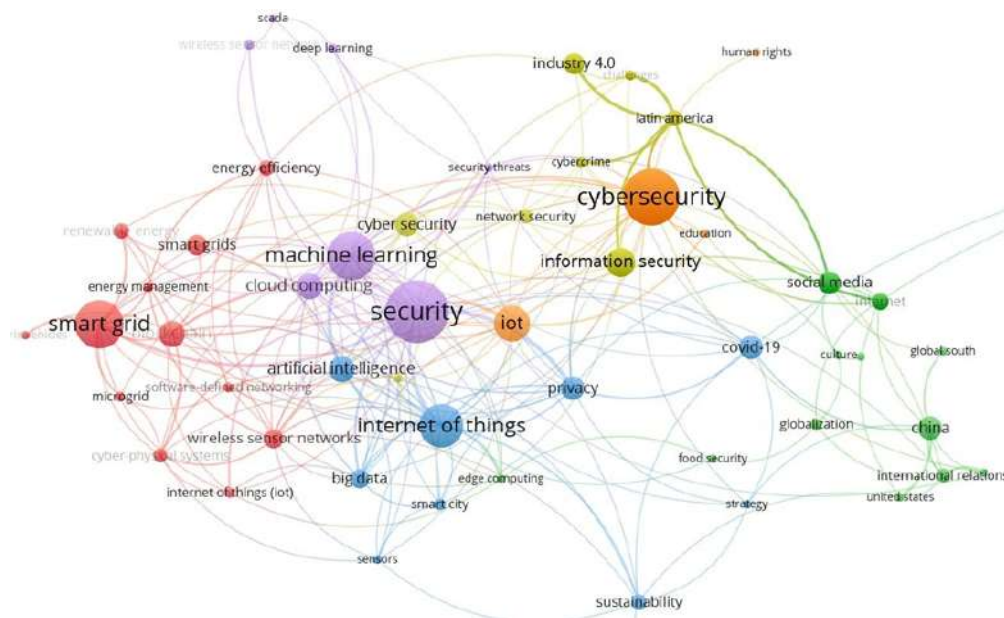 scada
wireless sensor network
deep learning
human rights
industry 4.0
challenges
latin america
energy efficiency
security threats
cybercrime
cybersecurity
cyber security
network security
education
renewable energy
smart grids
machine learning
information security
energy management
cloud computing
social media
internet
smart grid
security
iot
covid-19
culture
global south
artificial intelligence
privacy
microgrid
software-defined networking
internet of things
globalization
china
wireless sensor networks
cyber-physical systems
big data
edge computing
food security
international relations
internet of things (iot)
smart city
strategy
united states
sensors
sustainability